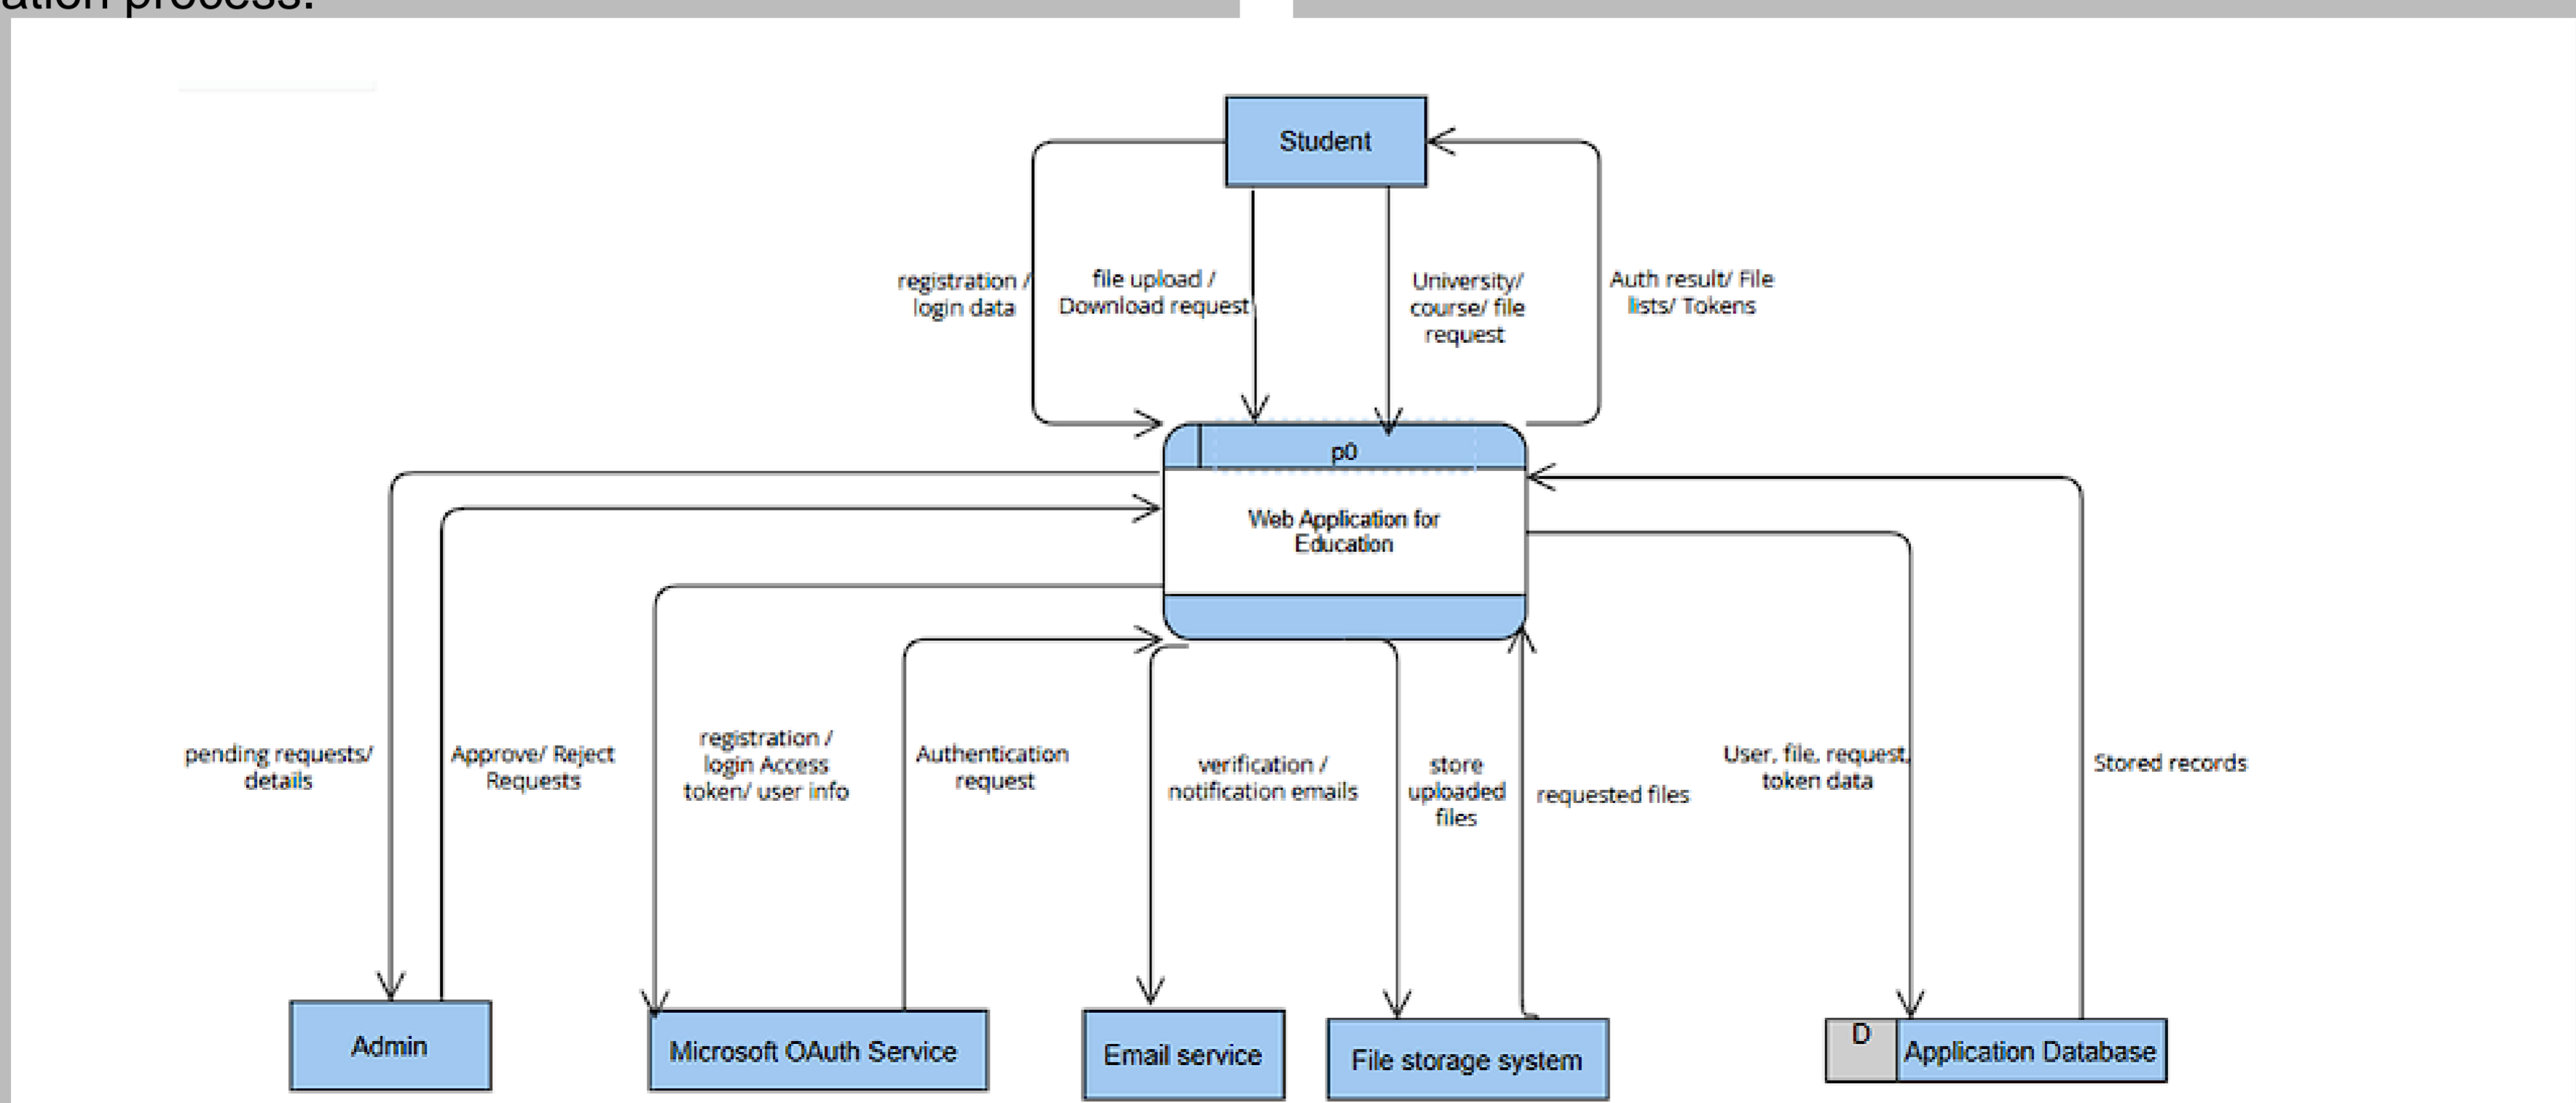 ation process.
Student
registration /
login data
file upload /
Download request
University/
course/ file
request
Auth result/ File
lists/ Tokens
p0
Web Application for
Education
pending requests/
details
Approve/ Reject
Requests
registration /
login Access
token/ user info
Authentication
request
verification /
notification emails
store
uploaded
files
requested files
User, file, request,
token data
Stored records
Admin
Microsoft OAuth Service
Email service
File storage system
D
Application Database